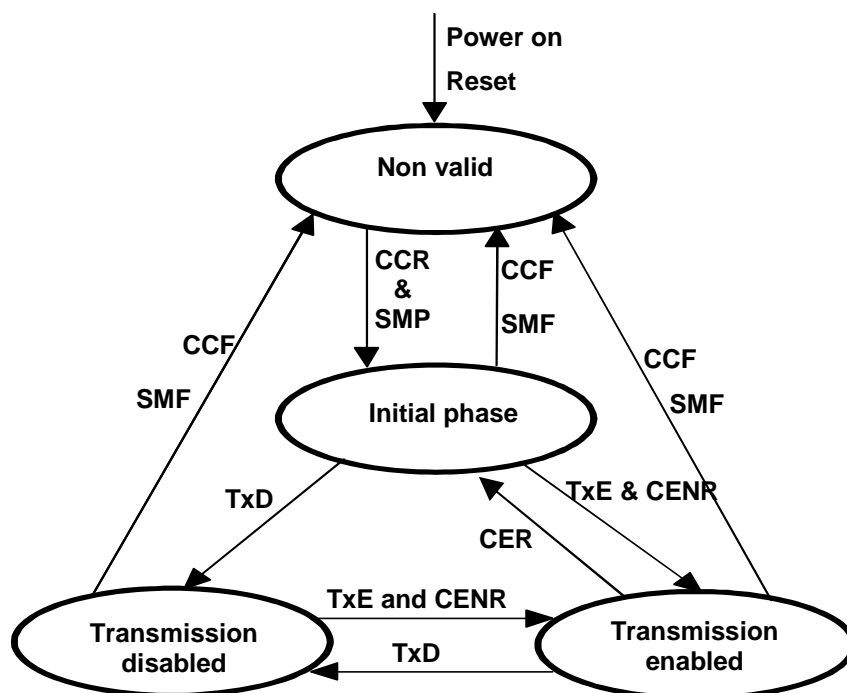 Power on
Reset
Non valid
CCR
&
SMP
CCF
SMF
CCF
SMF
CCF
SMF
Initial phase
TxD
TxE & CENR
CER
TxE and CENR
Transmission
disabled
TxD
Transmission
enabled